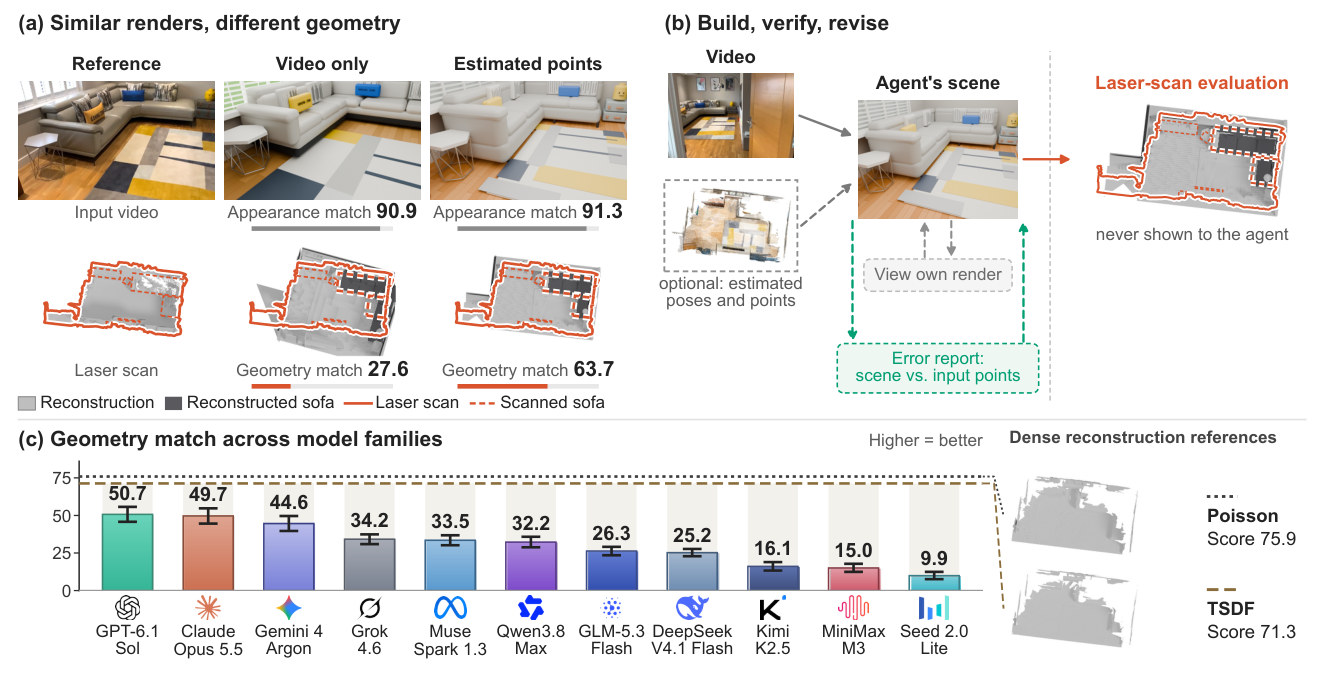 (a) Similar renders, different geometry
Reference
Video only
Estimated points
Input video
Appearance match 90.9
Appearance match 91.3
Laser scan
Geometry match 27.6
Geometry match 63.7
Reconstruction
Reconstructed sofa
Laser scan
Scanned sofa
(b) Build, verify, revise
Video
Agent's scene
Laser-scan evaluation
optional: estimated
poses and points
View own render
never shown to the agent
Error report:
scene vs. input points
(c) Geometry match across model families
Higher = better
Dense reconstruction references
75
50
25
0
50.7
49.7
44.6
34.2
33.5
32.2
26.3
25.2
16.1
15.0
9.9
GPT-6.1
Sol
Claude
Opus 5.5
Gemini 4
Argon
Grok
4.6
Muse
Spark 1.3
Qwen3.8
Max
GLM-5.3
Flash
DeepSeek
V4.1 Flash
Kimi
K2.5
MiniMax
M3
Seed 2.0
Lite
Poisson
Score 75.9
TSDF
Score 71.3